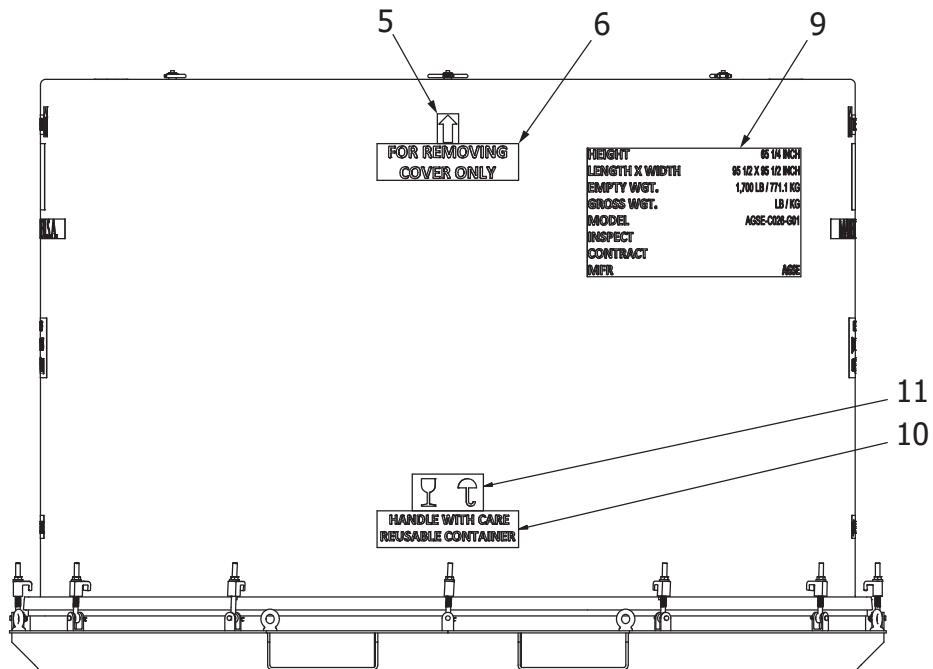 5
6
9
FOR REMOVING
COVER ONLY
HEIGHT 65 1/4 INCH
LENGTH X WIDTH 95 1/2 X 95 1/2 INCH
EMPTY WGT. 1,700 LB / 771.1 KG
GROSS WGT. LB / KG
MODEL AGSE-C026-G01
INSPECT
CONTRACT
MFR AGSE
11
10
HANDLE WITH CARE
REUSABLE CONTAINER